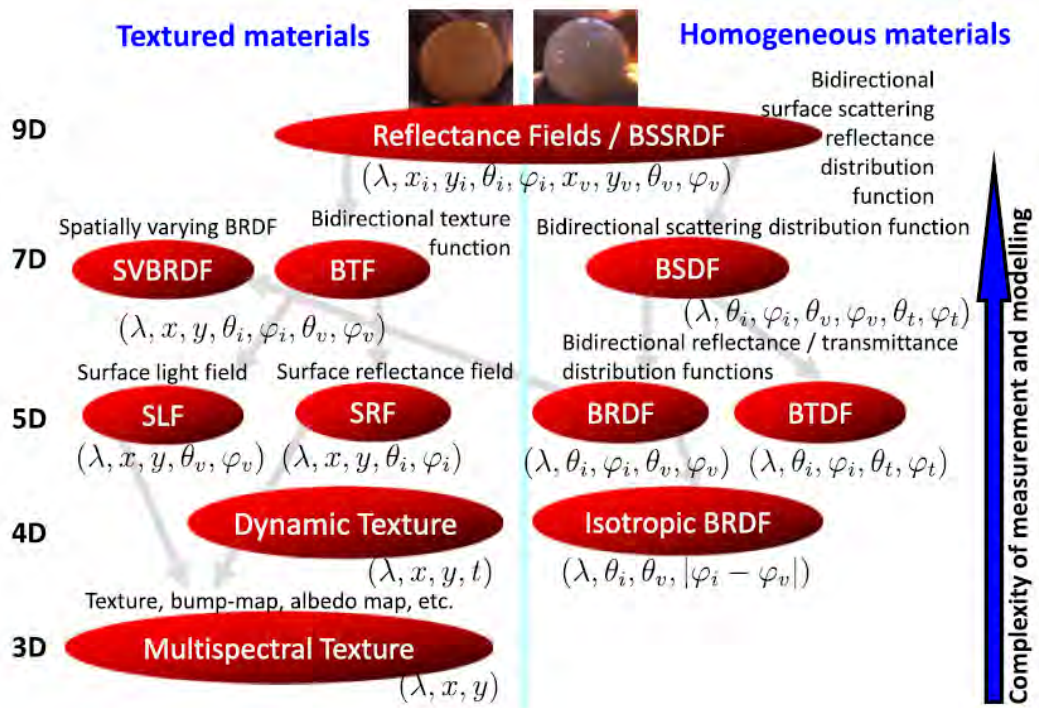 Textured materials
Homogeneous materials
9D
Reflectance Fields / BSSRDF
Bidirectional
surface scattering
reflectance
distribution
function
(λ, x_i, y_i, θ_i, φ_i, x_v, y_v, θ_v, φ_v)
Spatially varying BRDF
Bidirectional texture
function
Bidirectional scattering distribution function
7D
SVBRDF
BTF
BSDF
(λ, x, y, θ_i, φ_i, θ_v, φ_v)
(λ, θ_i, φ_i, θ_v, φ_v, θ_t, φ_t)
Surface light field
Surface reflectance field
Bidirectional reflectance / transmittance
distribution functions
5D
SLF
SRF
BRDF
BTDF
(λ, x, y, θ_v, φ_v)
(λ, x, y, θ_i, φ_i)
(λ, θ_i, φ_i, θ_v, φ_v)
(λ, θ_i, φ_i, θ_t, φ_t)
4D
Dynamic Texture
Isotropic BRDF
(λ, x, y, t)
(λ, θ_i, θ_v, |φ_i − φ_v|)
Texture, bump-map, albedo map, etc.
3D
Multispectral Texture
(λ, x, y)
Complexity of measurement and modelling